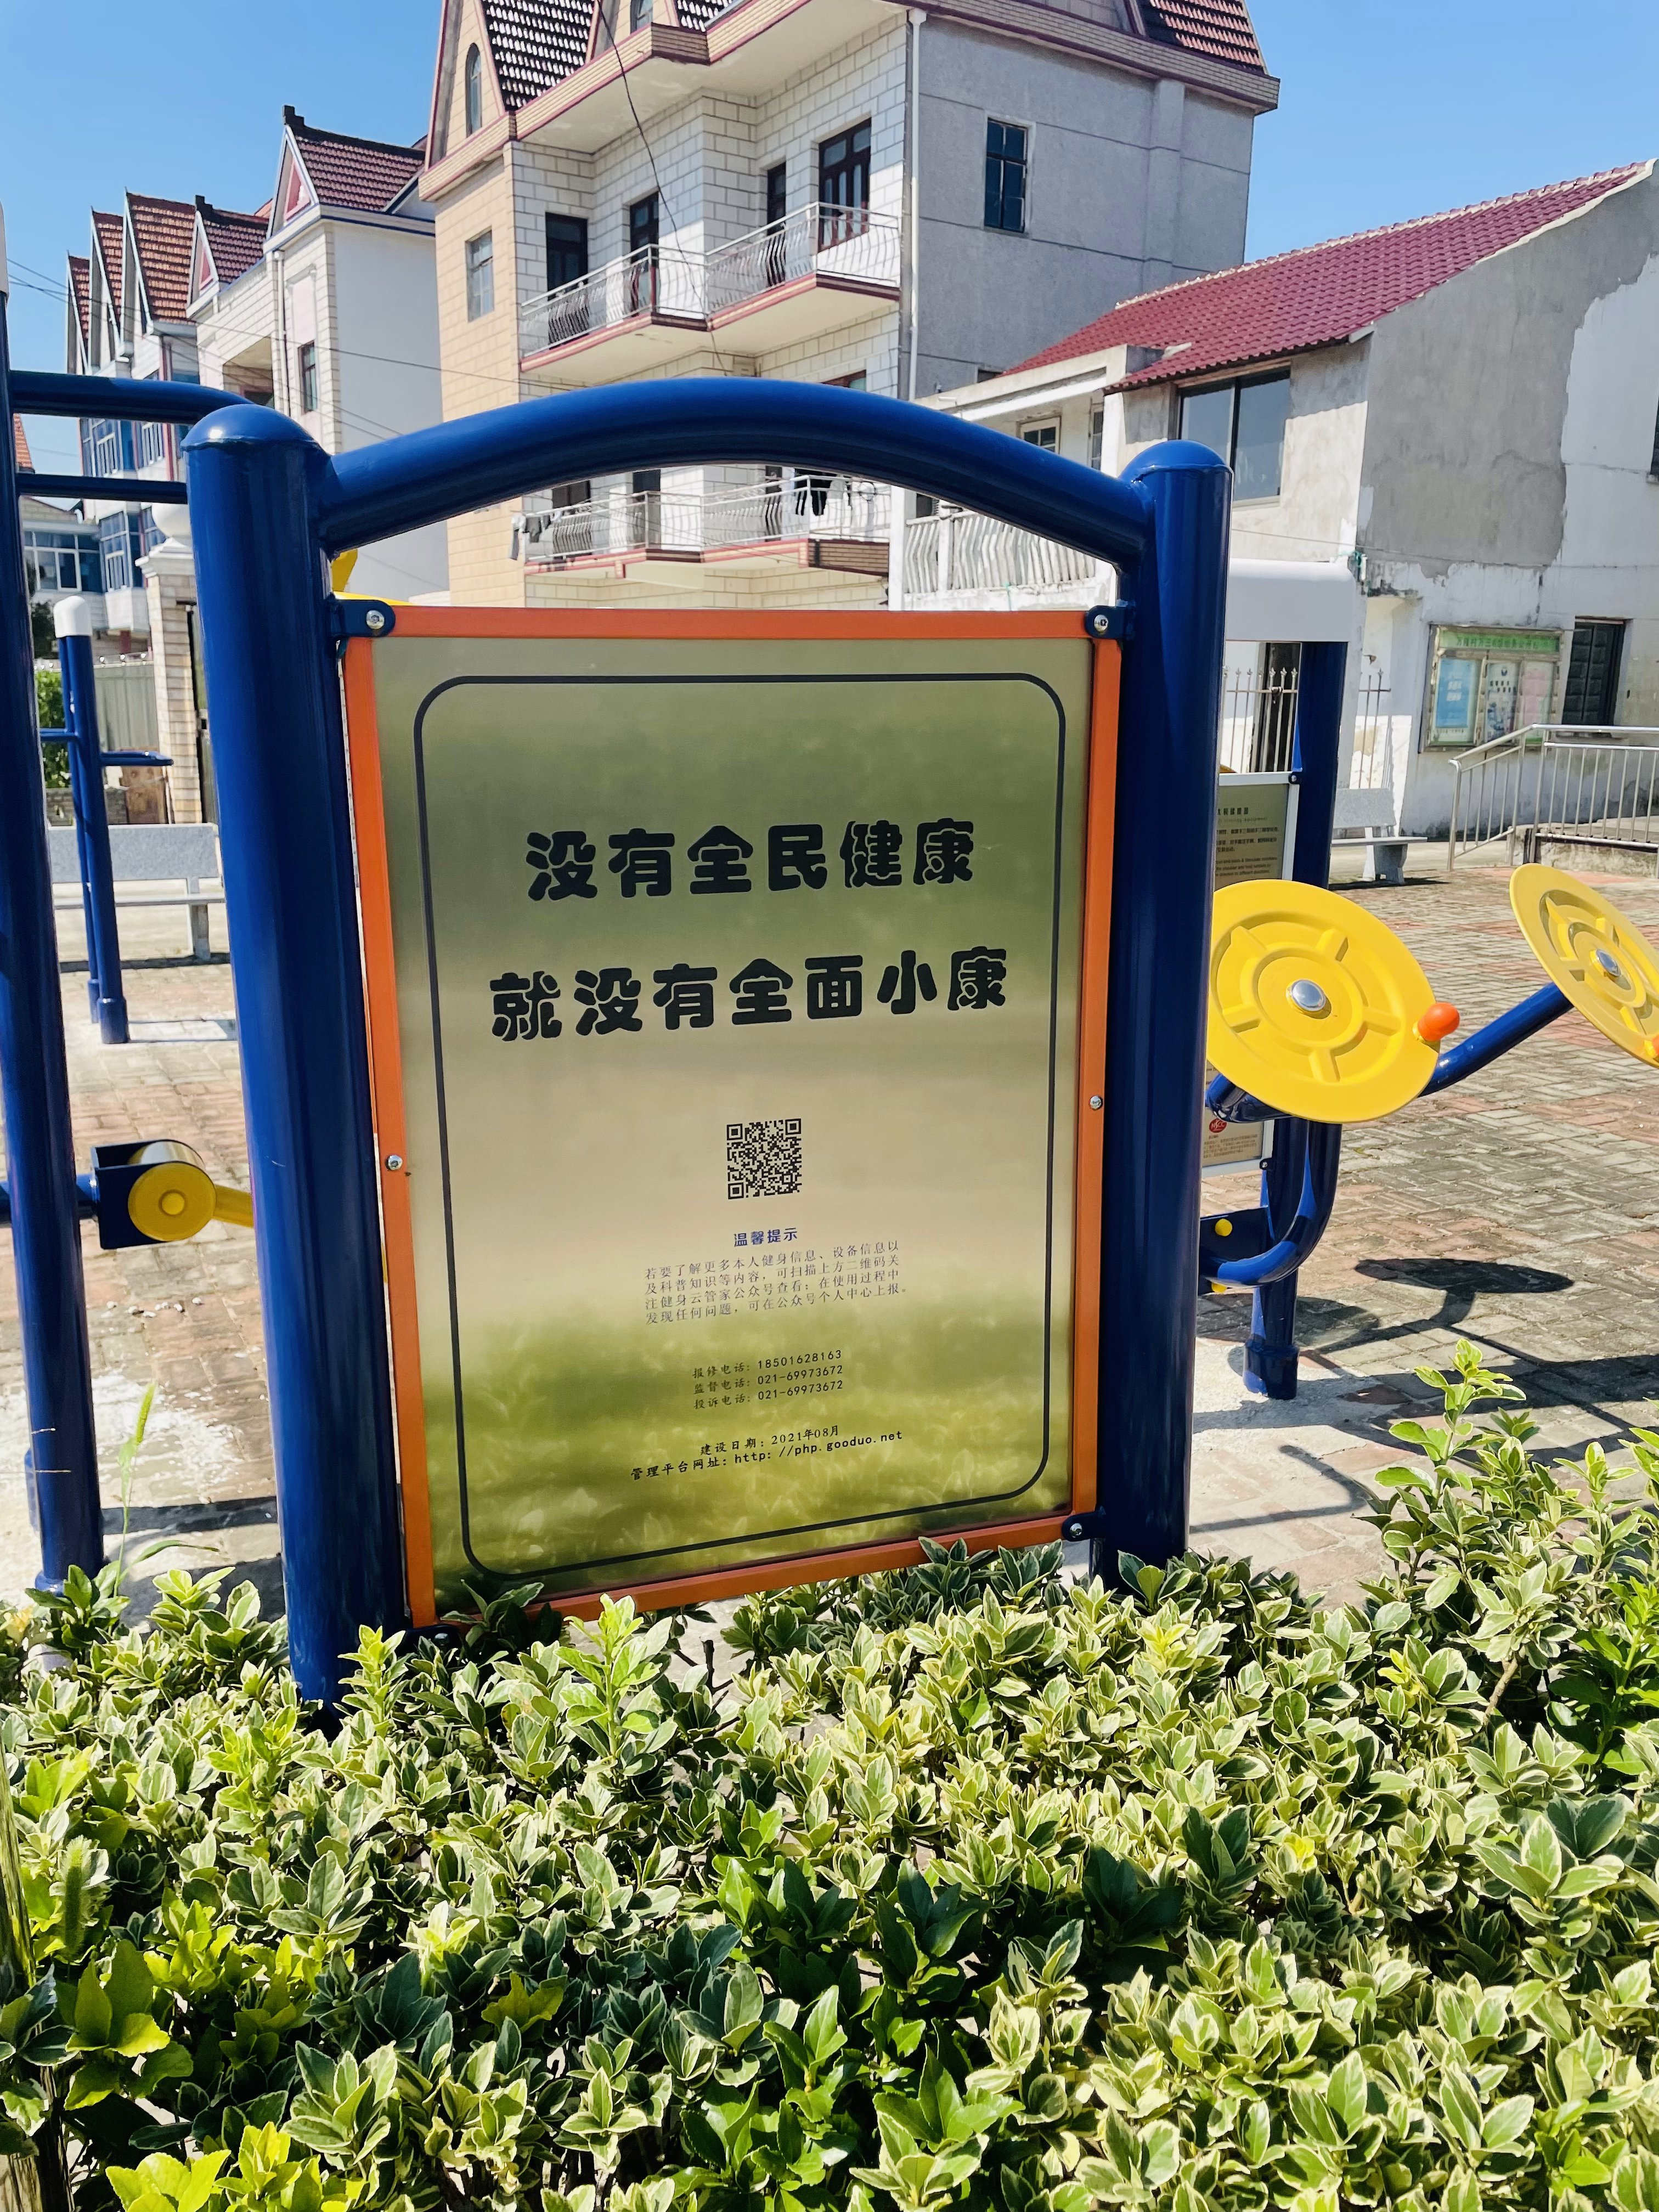 没有全民健康
就没有全面小康
温馨提示
若要了解更多本人健身信息、设备信息以
及科普知识等内容，可扫描上方二维码关
注健身云管家公众号查看；在使用过程中
发现任何问题，可在公众号个人中心上报。
报修电话：18501628163
监督电话：021-69973672
投诉电话：021-69973672
建设日期：2021年08月
管理平台网址：http://php.gooduo.net